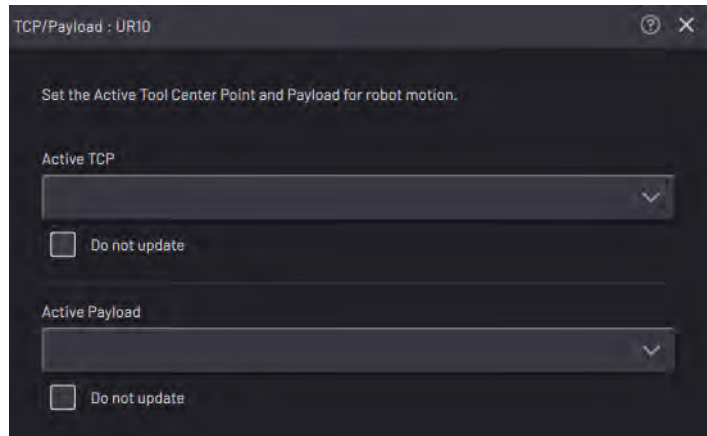 TCP/Payload : UR10
Set the Active Tool Center Point and Payload for robot motion.
Active TCP
Do not update
Active Payload
Do not update